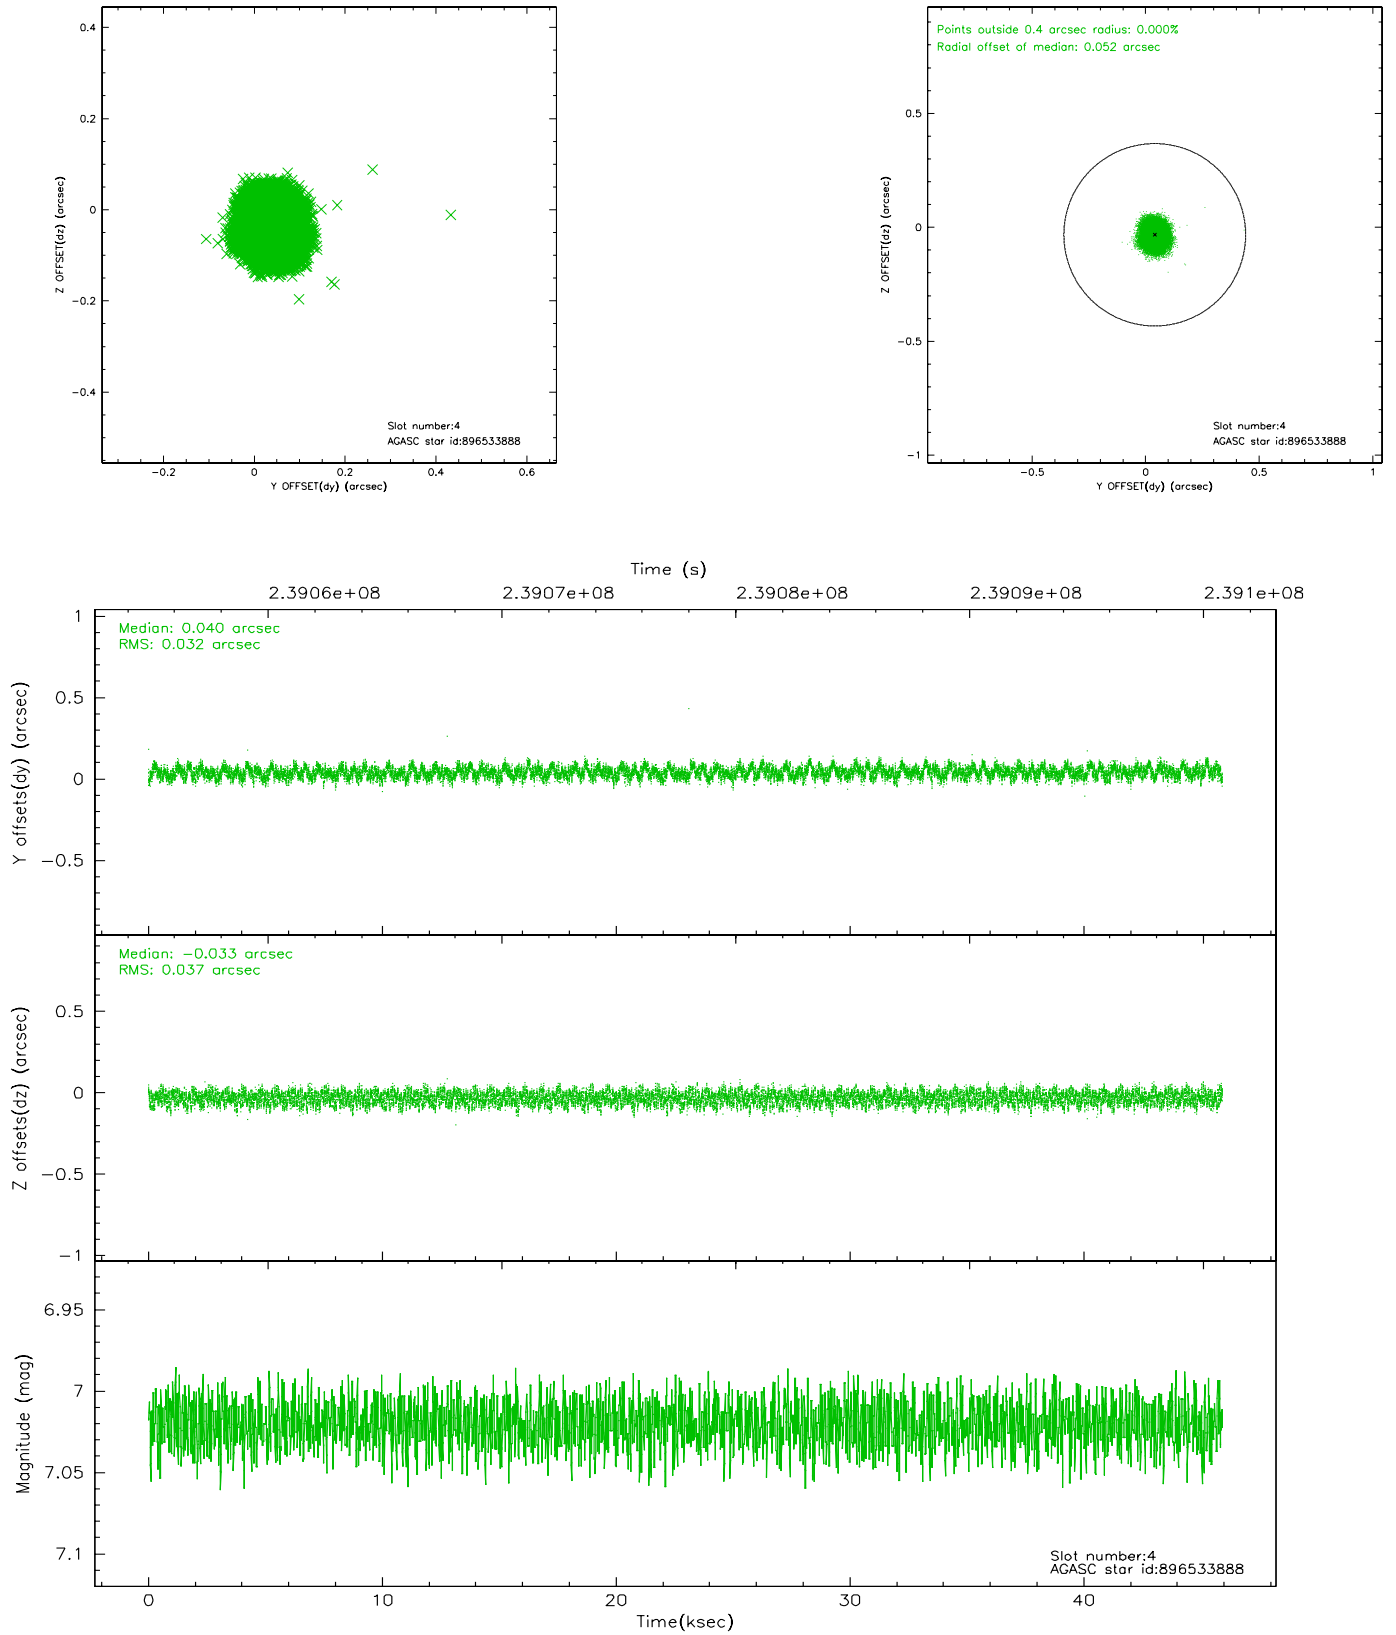 0.4
0.2
0
-0.2
-0.4
Z OFFSET(dz) (arcsec)
Slot number:4
AGASC star id:896533888
-0.2 0 0.2 0.4 0.6
Y OFFSET(dy) (arcsec)
Points outside 0.4 arcsec radius: 0.000%
Radial offset of median: 0.052 arcsec
0.5
0
-0.5
-1
Z OFFSET(dz) (arcsec)
Slot number:4
AGASC star id:896533888
-0.5 0 0.5 1
Y OFFSET(dy) (arcsec)
Time (s)
2.3906e+08 2.3907e+08 2.3908e+08 2.3909e+08 2.391e+08
Median: 0.040 arcsec
RMS: 0.032 arcsec
1
0.5
0
-0.5
Y offsets(dy) (arcsec)
Median: -0.033 arcsec
RMS: 0.037 arcsec
0.5
0
-0.5
-1
Z offsets(dz) (arcsec)
6.95
7
7.05
7.1
Magnitude (mag)
Slot number:4
AGASC star id:896533888
0 10 20 30 40
Time(ksec)